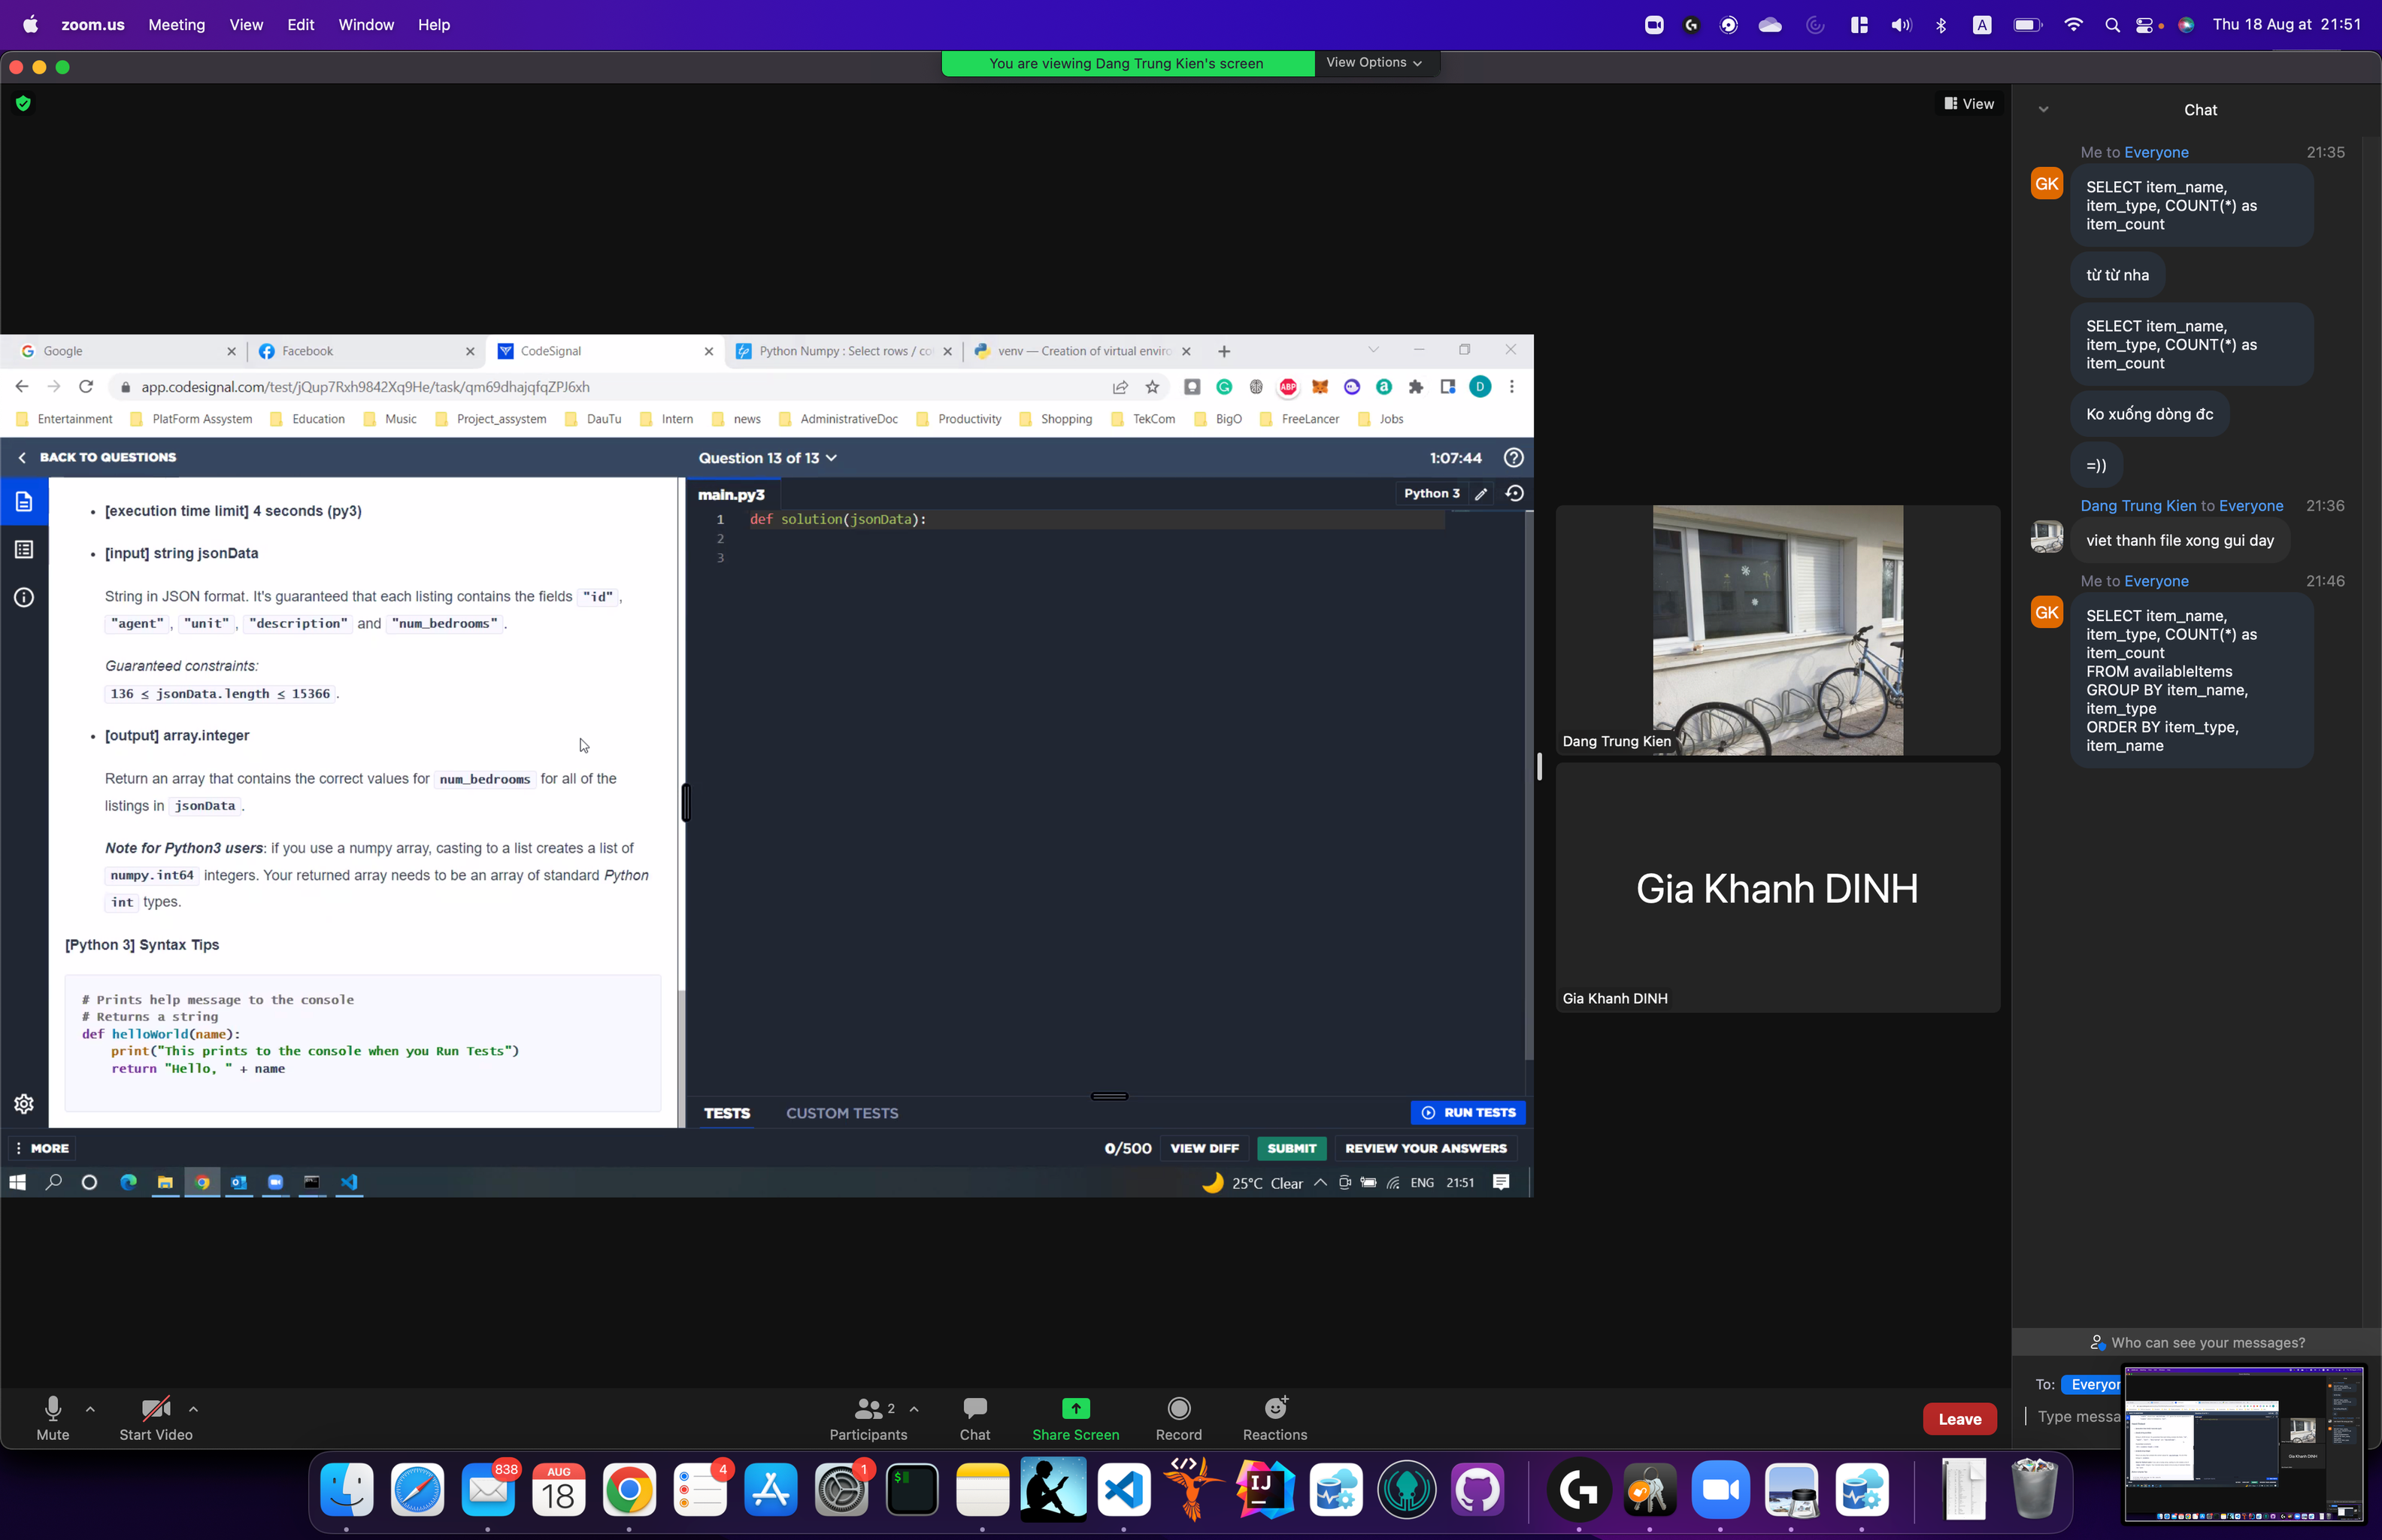 zoom.us Meeting View Edit Window Help
A
Thu 18 Aug at 21:51
You are viewing Dang Trung Kien's screen
View Options
View
Google
Facebook
CodeSignal
Python Numpy : Select rows / co
venv — Creation of virtual enviro
app.codesignal.com/test/jQup7Rxh9842Xq9He/task/qm69dhajqfqZPJ6xh
ABP
D
Entertainment PlatForm Assystem Education Music Project_assystem DauTu Intern news AdministrativeDoc Productivity Shopping TekCom BigO FreeLancer Jobs
BACK TO QUESTIONS
Question 13 of 13
1:07:44
• [execution time limit] 4 seconds (py3)
• [input] string jsonData
String in JSON format. It's guaranteed that each listing contains the fields "id",
"agent", "unit", "description" and "num_bedrooms".
Guaranteed constraints:
136 ≤ jsonData.length ≤ 15366.
• [output] array.integer
Return an array that contains the correct values for num_bedrooms for all of the
listings in jsonData.
Note for Python3 users: if you use a numpy array, casting to a list creates a list of
numpy.int64 integers. Your returned array needs to be an array of standard Python
int types.
[Python 3] Syntax Tips
# Prints help message to the console
# Returns a string
def helloWorld(name):
    print("This prints to the console when you Run Tests")
    return "Hello, " + name
MORE
main.py3
Python 3
1 def solution(jsonData):
2
3
TESTS CUSTOM TESTS
RUN TESTS
0/500 VIEW DIFF SUBMIT REVIEW YOUR ANSWERS
25°C Clear ENG 21:51
Dang Trung Kien
Gia Khanh DINH
Gia Khanh DINH
Chat
Me to Everyone 21:35
GK
SELECT item_name,
item_type, COUNT(*) as
item_count
từ từ nha
SELECT item_name,
item_type, COUNT(*) as
item_count
Ko xuống dòng đc
=))
Dang Trung Kien to Everyone 21:36
viet thanh file xong gui day
Me to Everyone 21:46
GK
SELECT item_name,
item_type, COUNT(*) as
item_count
FROM availableItems
GROUP BY item_name,
item_type
ORDER BY item_type,
item_name
Who can see your messages?
To: Everyon
Type messa
Mute
Start Video
2
Participants
Chat
Share Screen
Record
Reactions
Leave
838
AUG
18
4
1
$
IJ